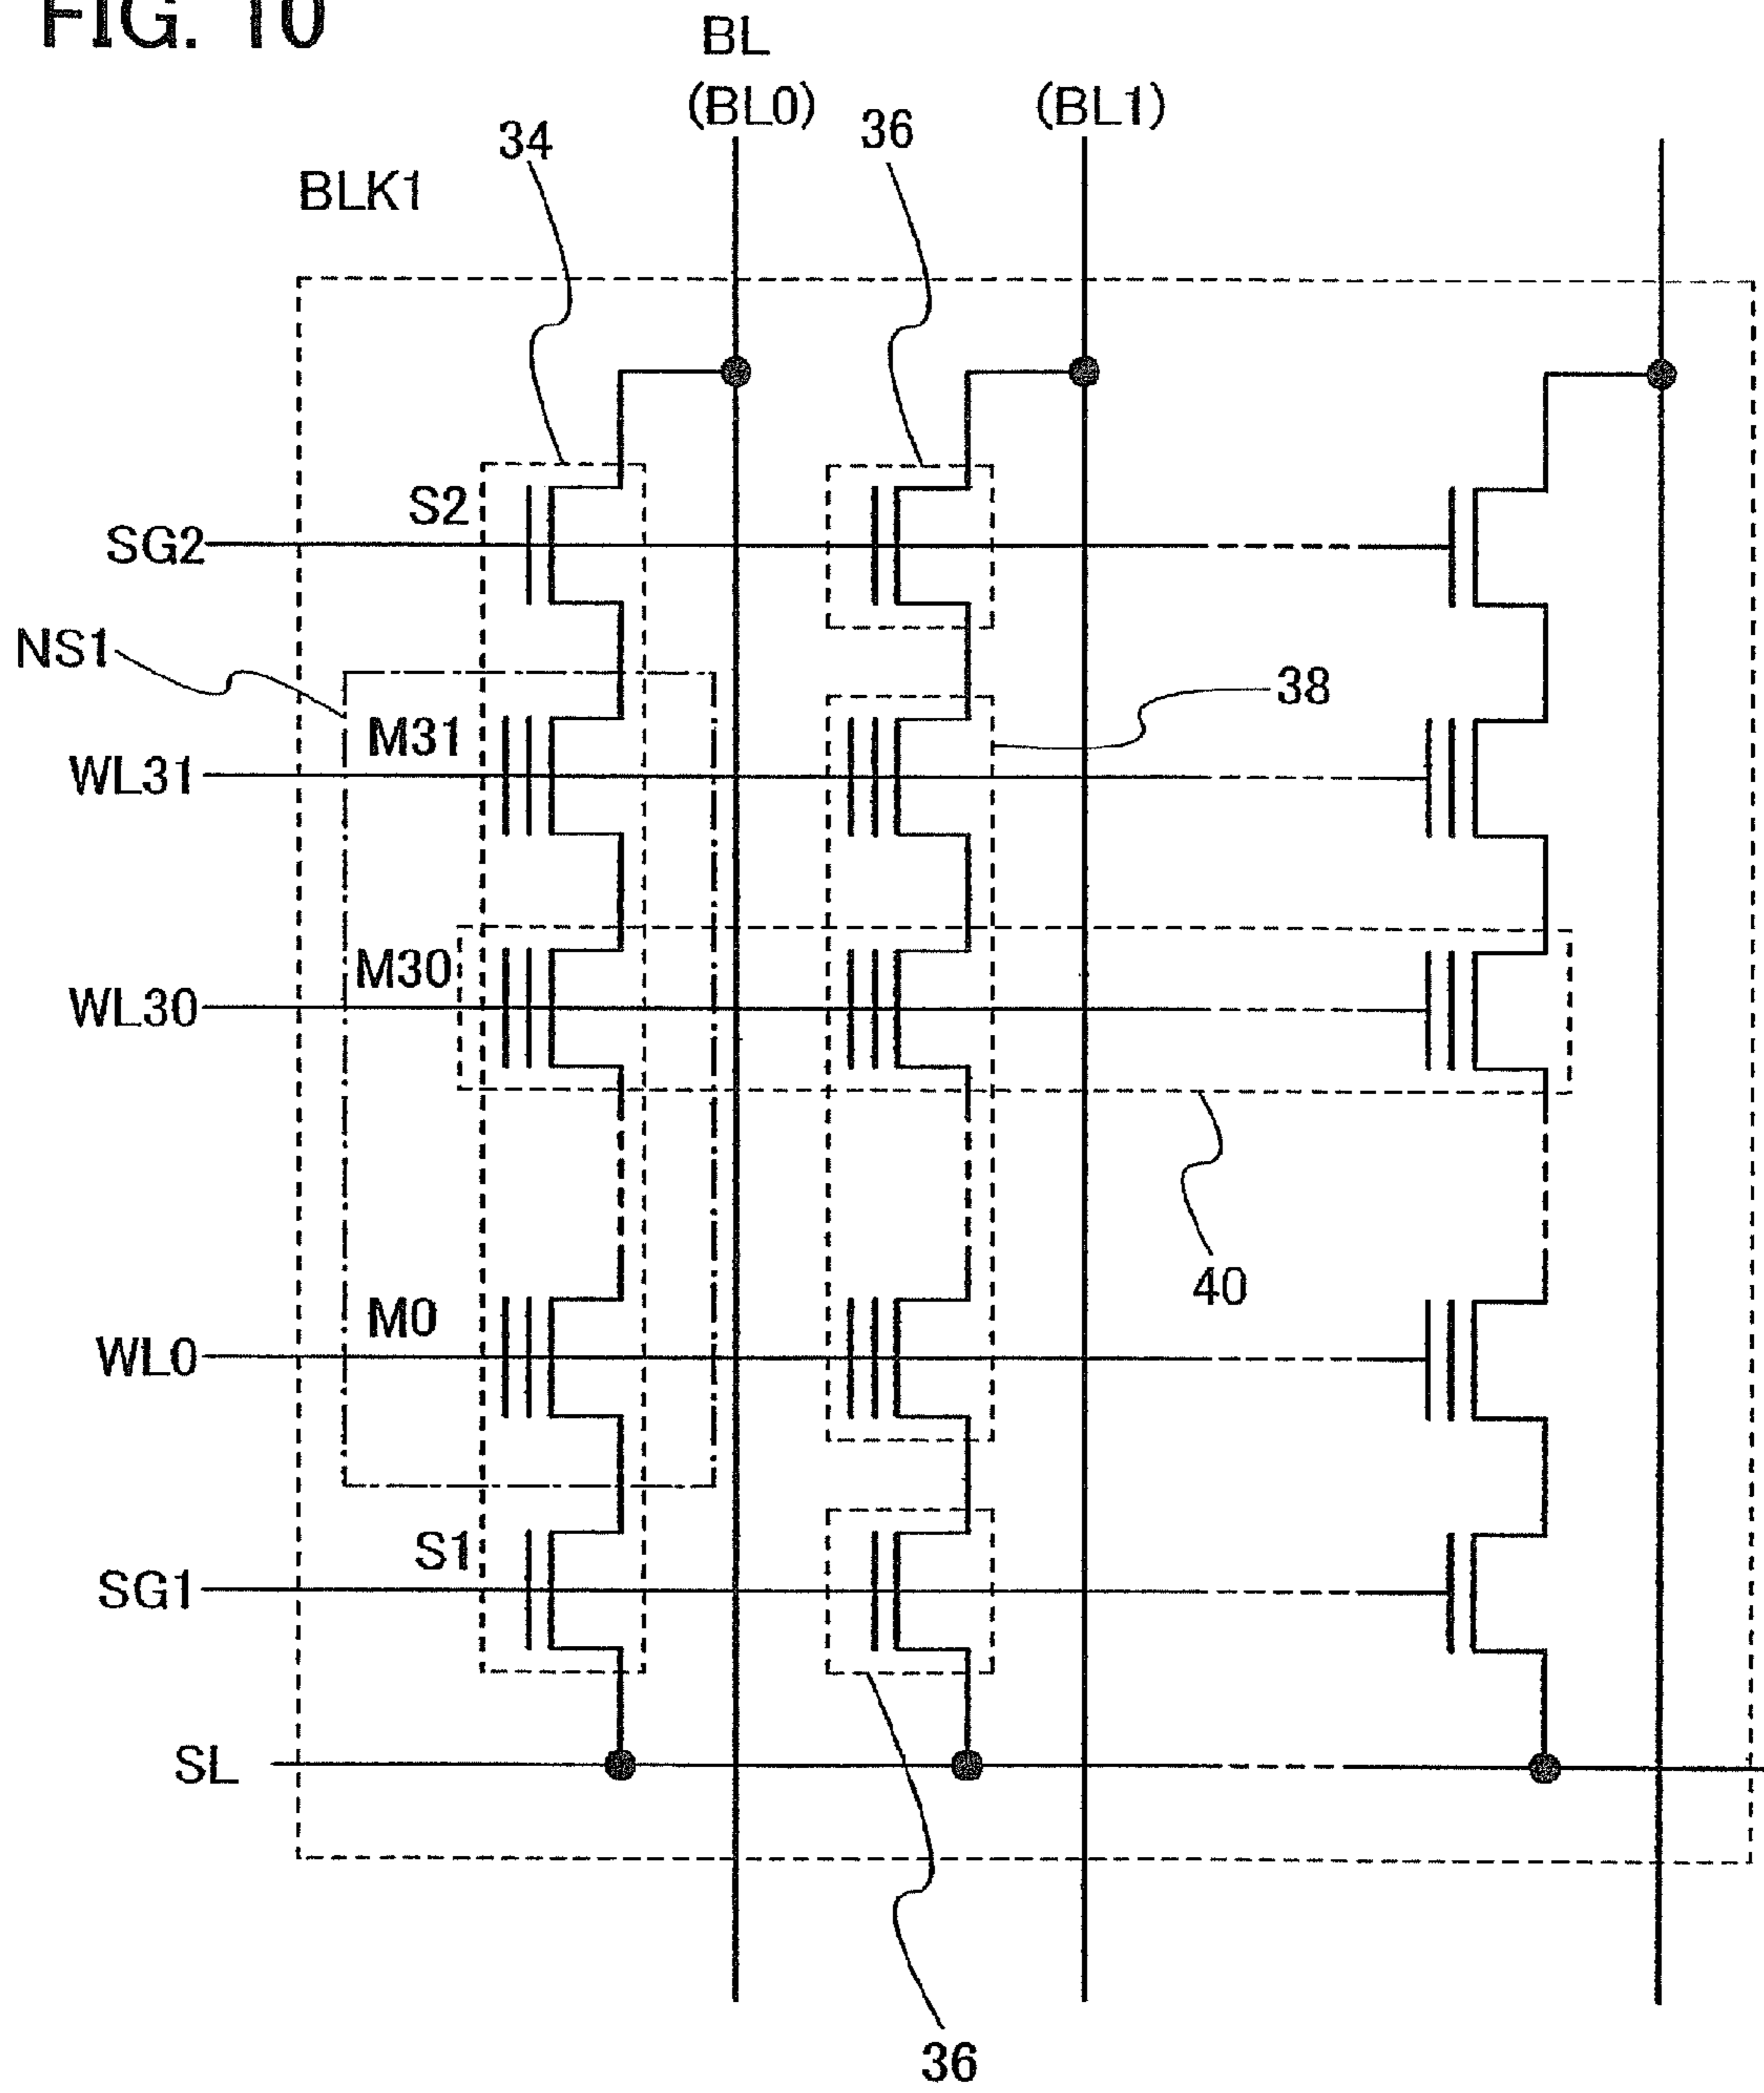 FIG. 10
BL
(BL0)
(BL1)
34
36
BLK1
S2
SG2
NS1
38
M31
WL31
M30
WL30
40
M0
WL0
S1
SG1
SL
36